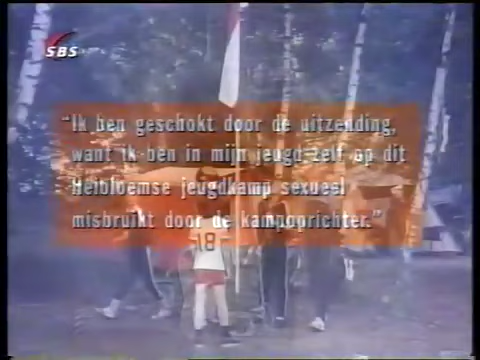 SBS
"Ik ben geschokt door de uitzending,
want ik ben in mijn jeugd zelf op dit
Heibloemse jeugdkamp sexueel
misbruikt door de kampoprichter."
18